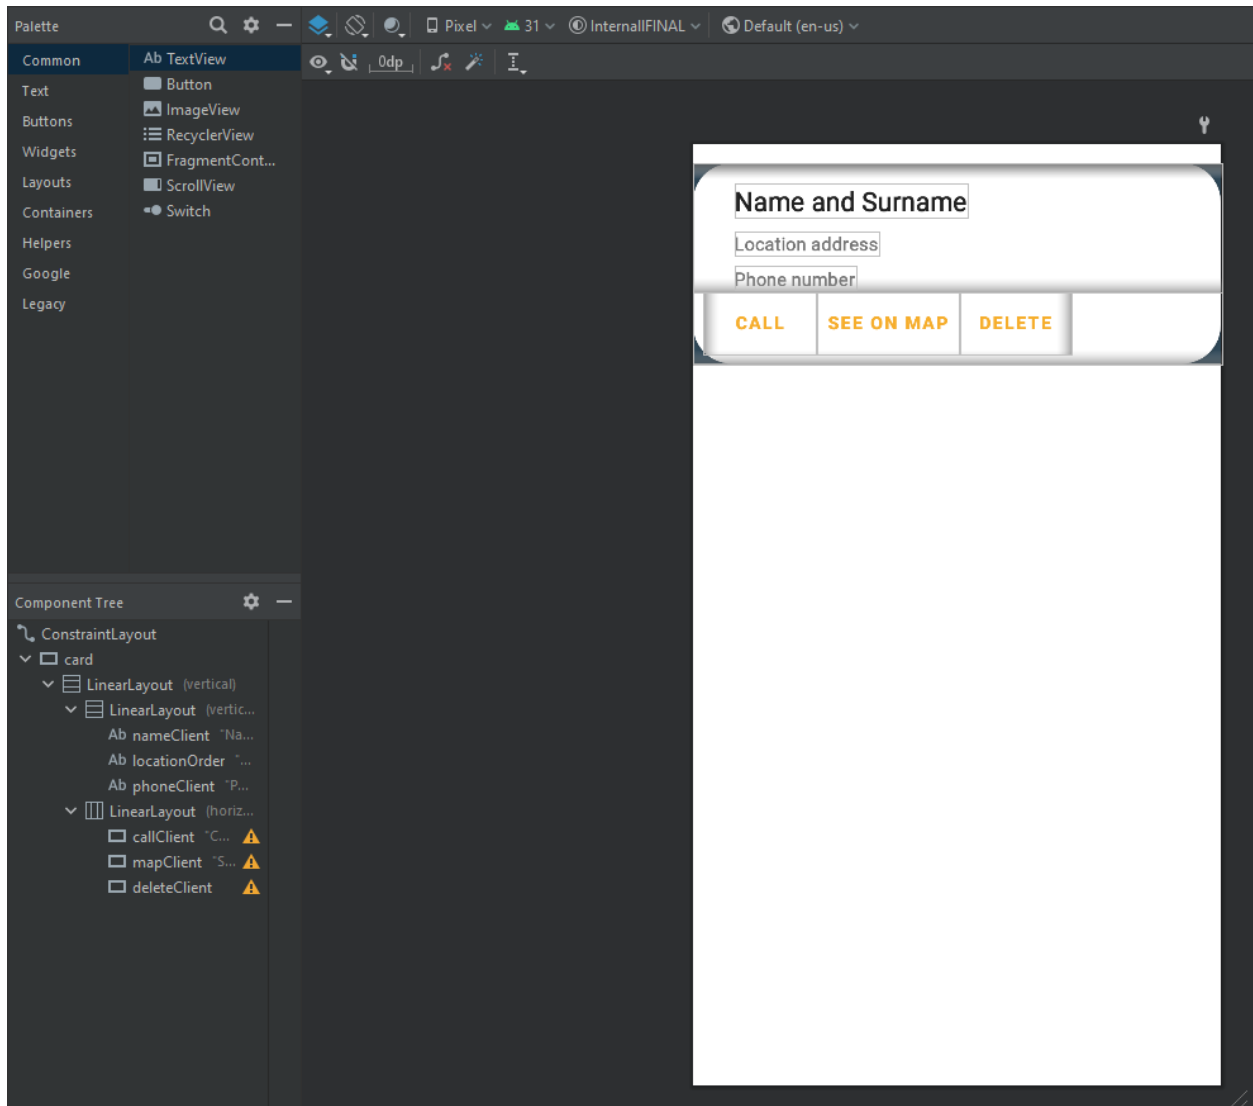 Palette
Pixel 31 InternallFINAL Default (en-us)
Common
Text
Buttons
Widgets
Layouts
Containers
Helpers
Google
Legacy
Ab TextView
Button
ImageView
RecyclerView
FragmentCont...
ScrollView
Switch
0dp
Name and Surname
Location address
Phone number
CALL SEE ON MAP DELETE
Component Tree
ConstraintLayout
card
LinearLayout (vertical)
LinearLayout (vertic...
Ab nameClient "Na...
Ab locationOrder "...
Ab phoneClient "P...
LinearLayout (horiz...
callClient "C...
mapClient "S...
deleteClient